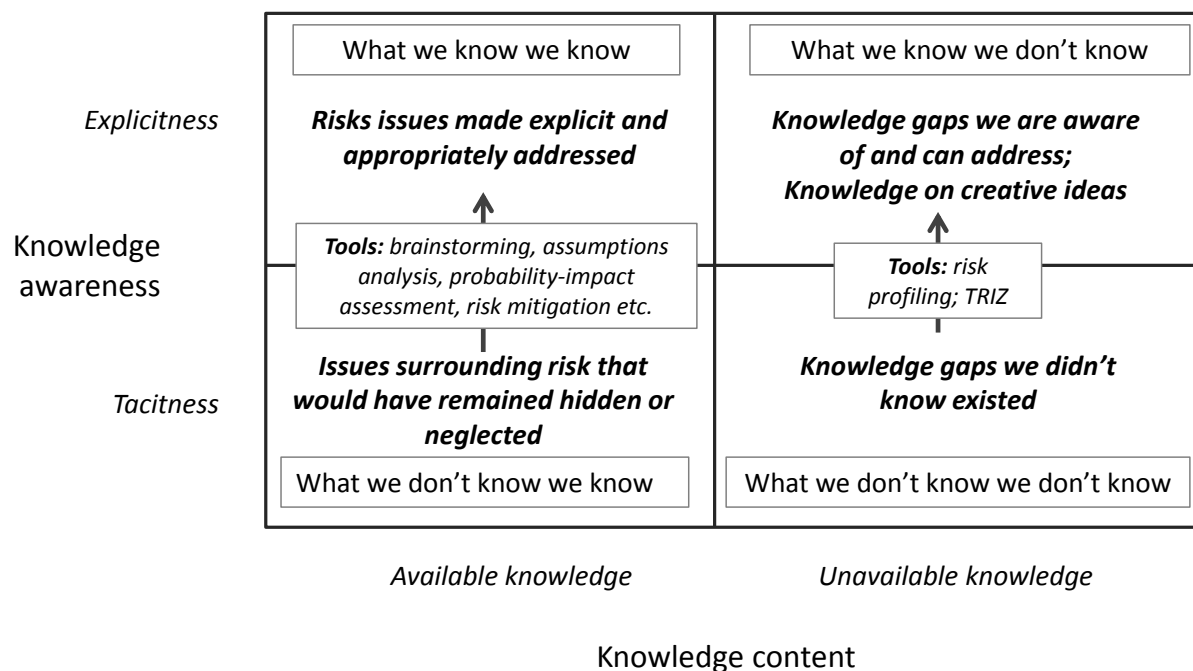 What we know we know
What we know we don't know
Explicitness
Risks issues made explicit and
appropriately addressed
Knowledge gaps we are aware
of and can address;
Knowledge on creative ideas
Knowledge
awareness
Tools: brainstorming, assumptions
analysis, probability-impact
assessment, risk mitigation etc.
Tools: risk
profiling; TRIZ
Tacitness
Issues surrounding risk that
would have remained hidden or
neglected
Knowledge gaps we didn't
know existed
What we don't know we know
What we don't know we don't know
Available knowledge
Unavailable knowledge
Knowledge content